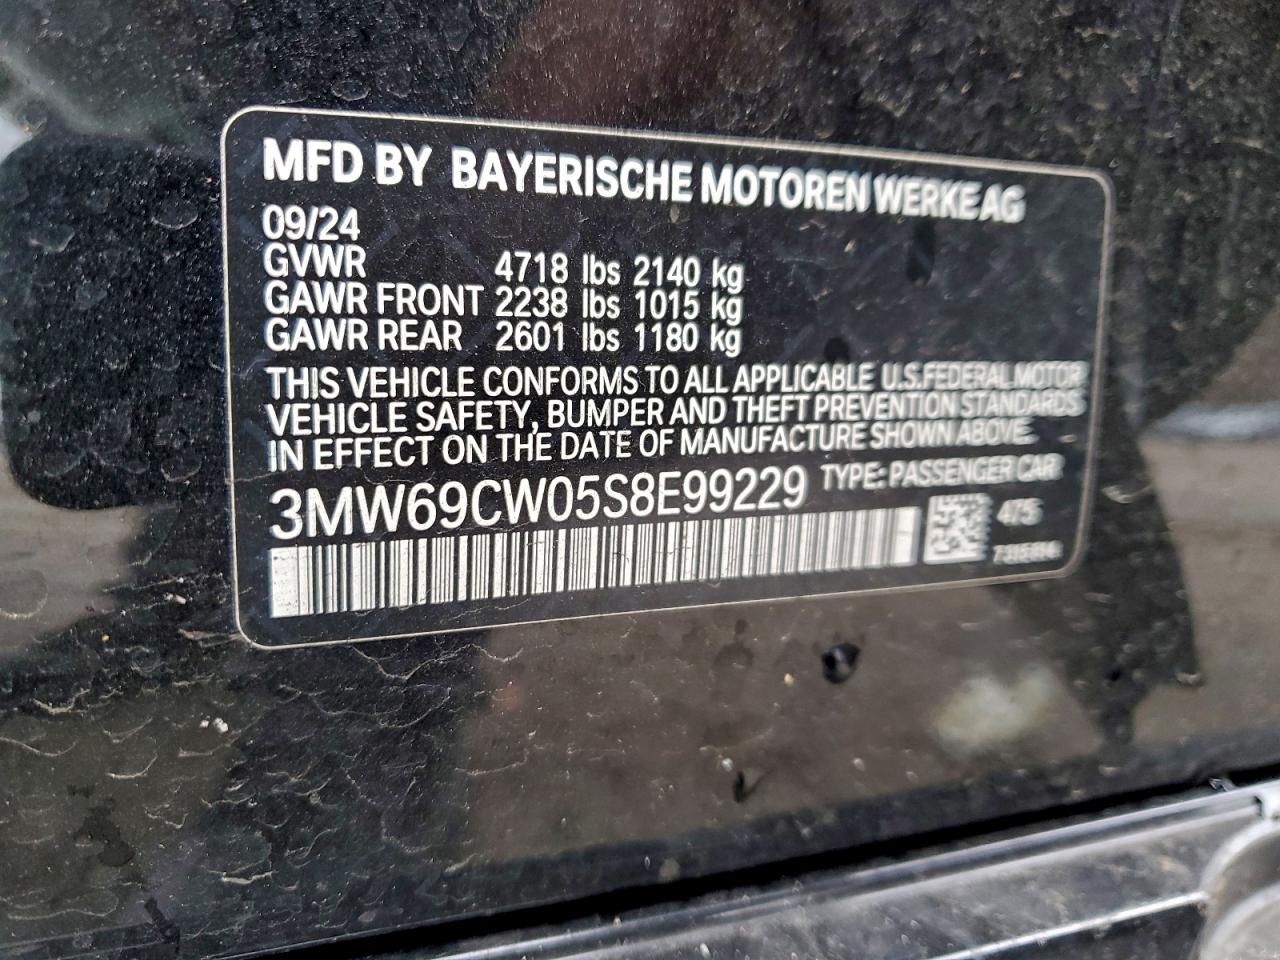 MFD BY BAYERISCHE MOTOREN WERKE AG
09/24
GVWR 4718 lbs 2140 kg
GAWR FRONT 2238 lbs 1015 kg
GAWR REAR 2601 lbs 1180 kg
THIS VEHICLE CONFORMS TO ALL APPLICABLE U.S.FEDERAL MOTOR
VEHICLE SAFETY, BUMPER AND THEFT PREVENTION STANDARDS
IN EFFECT ON THE DATE OF MANUFACTURE SHOWN ABOVE.
3MW69CW05S8E99229 TYPE: PASSENGER CAR
475